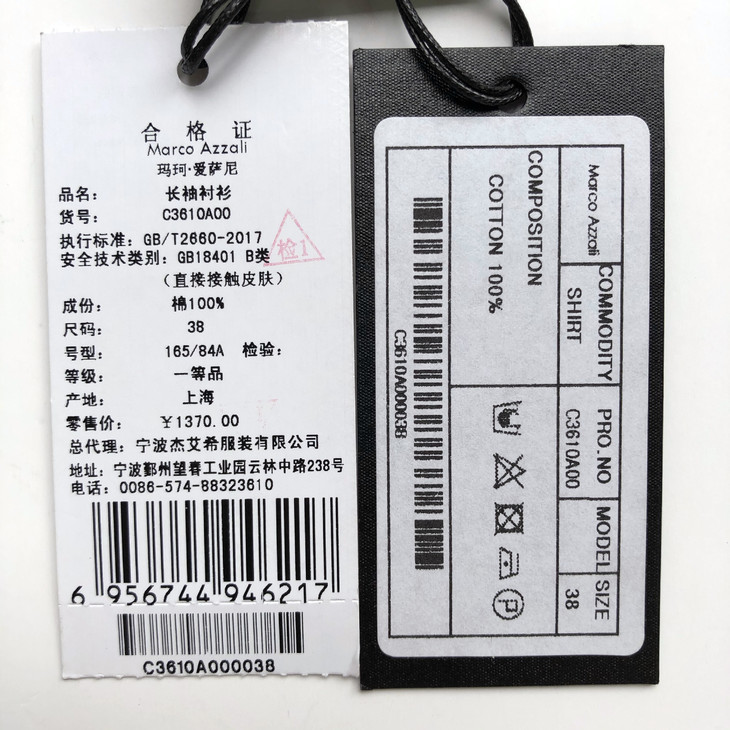 合格证
Marco Azzali
玛珂·爱萨尼
品名: 长袖衬衫
货号: C3610A00
执行标准: GB/T2660-2017
安全技术类别: GB18401 B类
(直接接触皮肤)
检1
成份: 棉100%
尺码: 38
号型: 165/84A 检验:
等级: 一等品
产地: 上海
零售价: ¥1370.00
总代理: 宁波杰艾希服装有限公司
地址: 宁波鄞州望春工业园云林中路238号
电话: 0086-574-88323610
6 956744 946217
C3610A000038
Marco Azzali
COMMODITY
SHIRT
PRO.NO
C3610A00
MODEL SIZE
38
COMPOSITION
COTTON 100%
P
C3610A000038